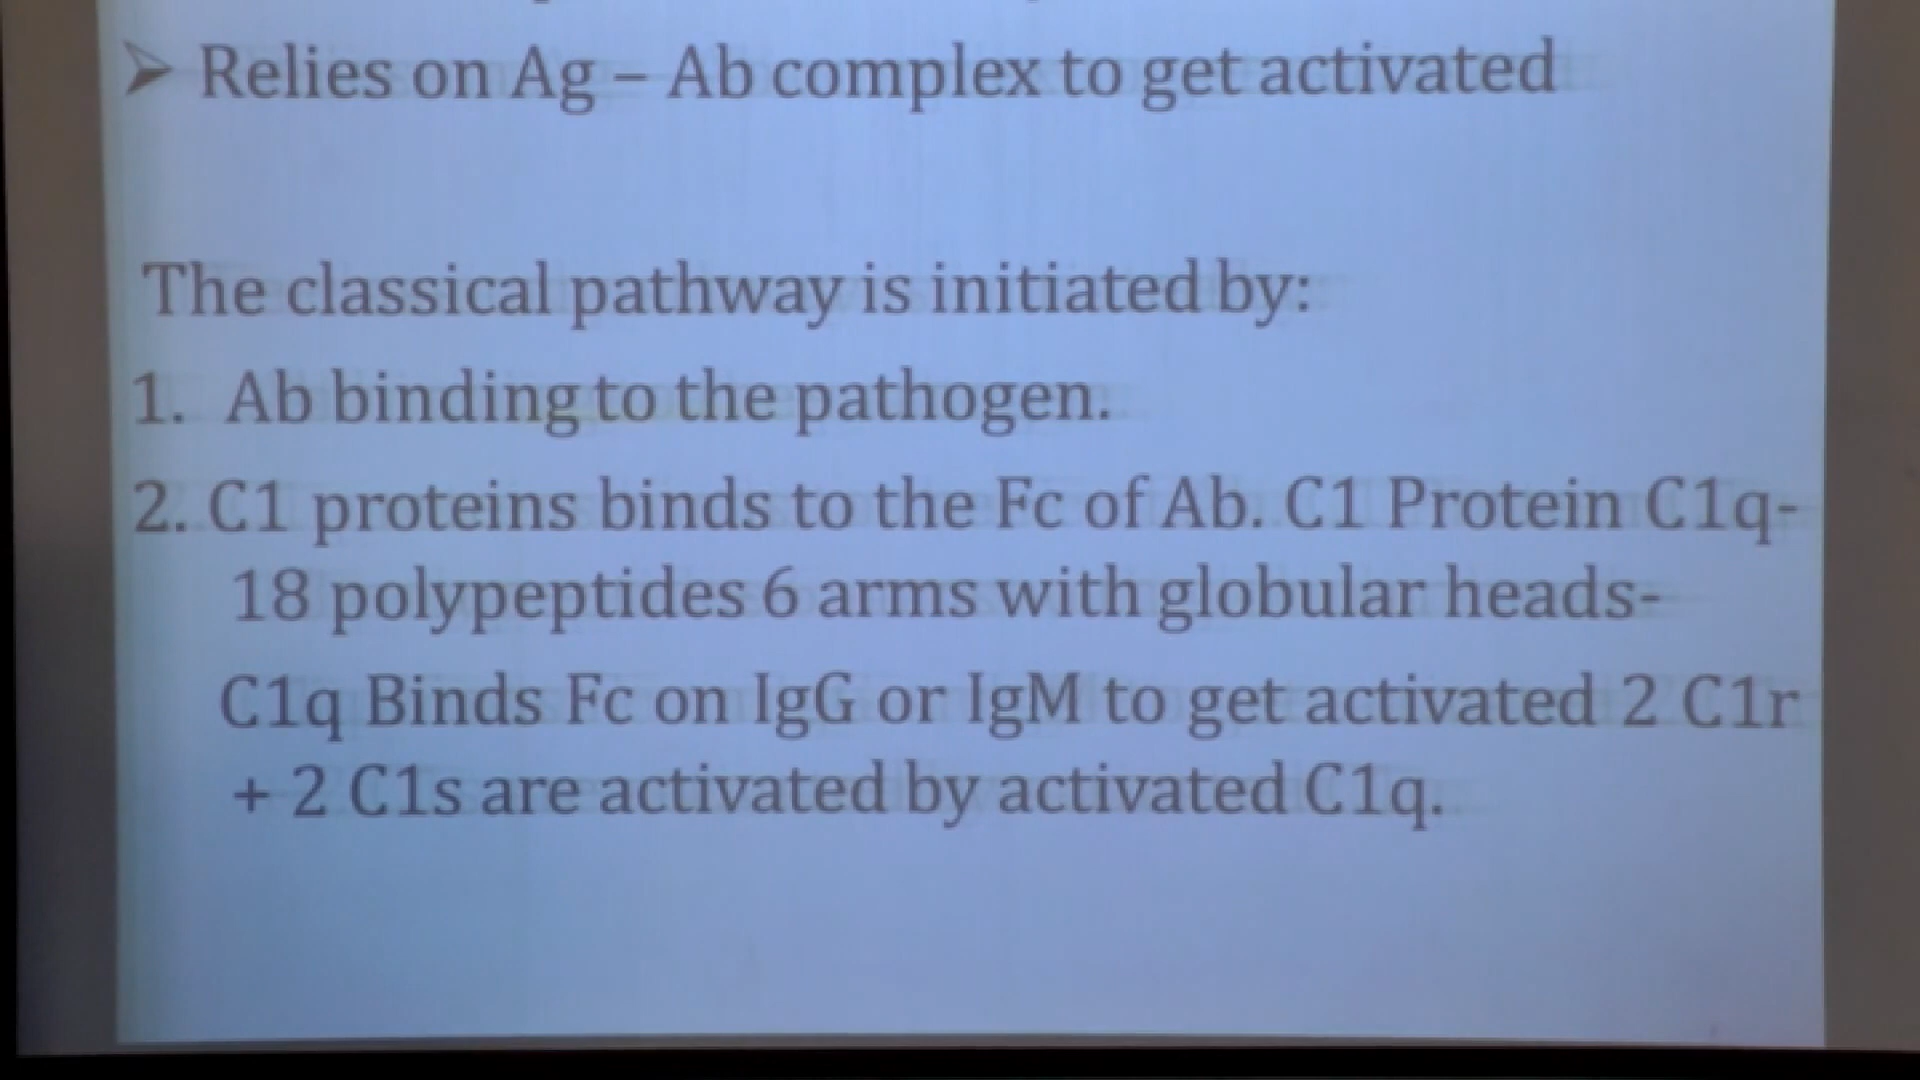 ➢ Relies on Ag – Ab complex to get activated
The classical pathway is initiated by:
1. Ab binding to the pathogen.
2. C1 proteins binds to the Fc of Ab. C1 Protein C1q-
18 polypeptides 6 arms with globular heads-
C1q Binds Fc on IgG or IgM to get activated 2 C1r
+ 2 C1s are activated by activated C1q.